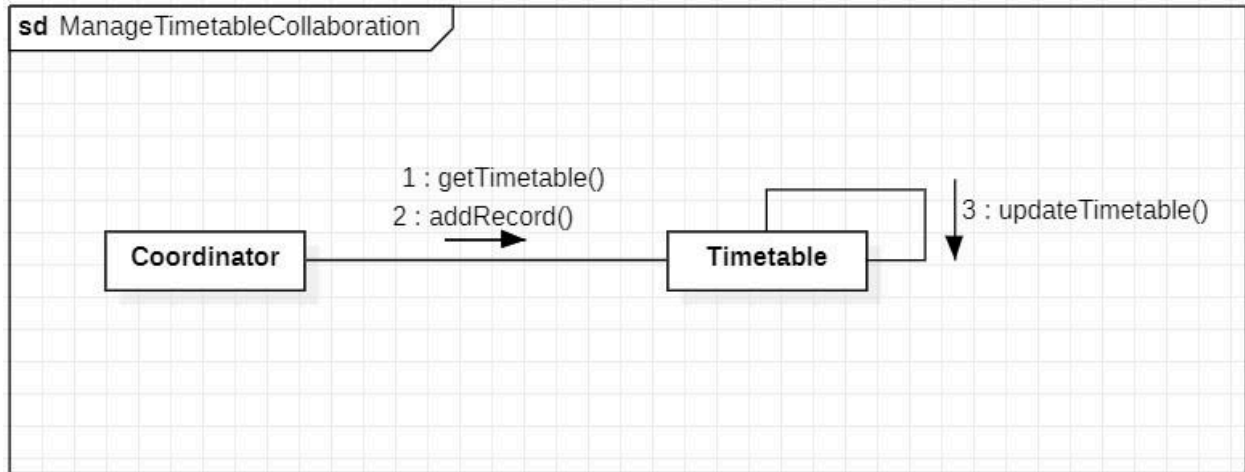 sd ManageTimetableCollaboration
1 : getTimetable()
2 : addRecord()
3 : updateTimetable()
Coordinator
Timetable